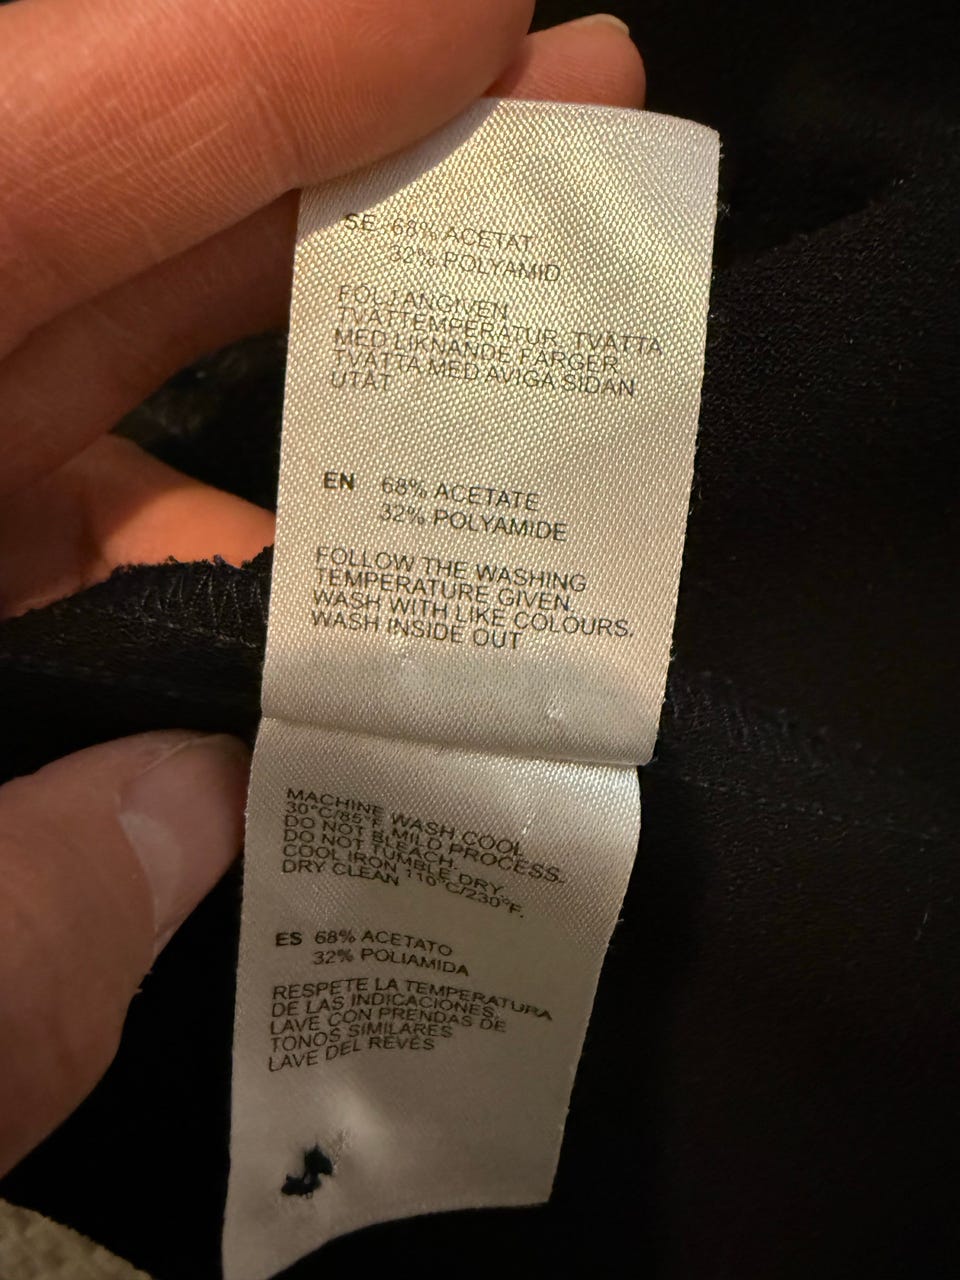 SE 68% ACETAT
32% POLYAMID
FÖLJ ANGIVEN
TVÄTTEMPERATUR. TVÄTTA
MED LIKNANDE FÄRGER
TVÄTTA MED AVIGA SIDAN
UTÅT
EN 68% ACETATE
32% POLYAMIDE
FOLLOW THE WASHING
TEMPERATURE GIVEN.
WASH WITH LIKE COLOURS.
WASH INSIDE OUT
MACHINE WASH COOL
30°C/85°F MILD PROCESS.
DO NOT BLEACH.
DO NOT TUMBLE DRY.
COOL IRON 110°C/230°F.
DRY CLEAN
ES 68% ACETATO
32% POLIAMIDA
RESPETE LA TEMPERATURA
DE LAS INDICACIONES.
LAVE CON PRENDAS DE
TONOS SIMILARES
LAVE DEL REVÉS